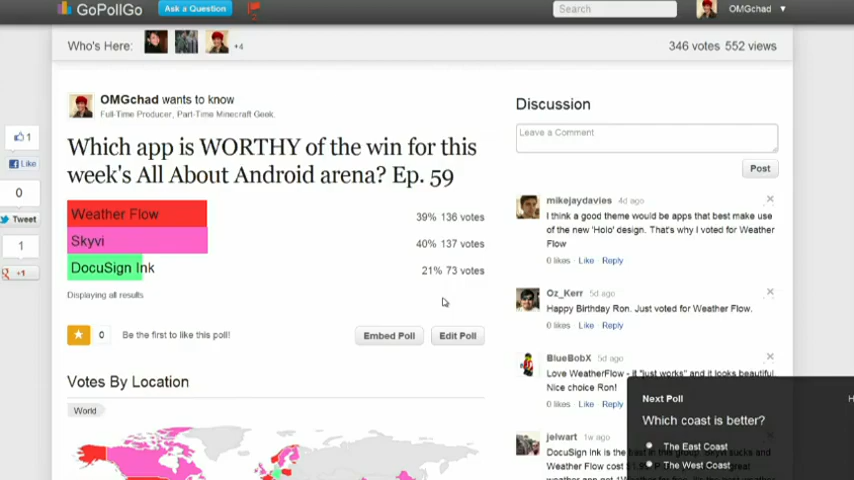 GoPollGo
Ask a Question
Search
OMGchad
Who's Here:
+4
346 votes 552 views
OMGchad wants to know
Full-Time Producer, Part-Time Minecraft Geek.
Which app is WORTHY of the win for this
week's All About Android arena? Ep. 59
Weather Flow
39% 136 votes
Skyvi
40% 137 votes
DocuSign Ink
21% 73 votes
Displaying all results
0
Be the first to like this poll!
Embed Poll
Edit Poll
Votes By Location
World
1
Like
0
Tweet
1
+1
Discussion
Leave a Comment
Post
mikejaydavies 4d ago
I think a good theme would be apps that best make use
of the new 'Holo' design. That's why I voted for Weather
Flow
0 likes · Like · Reply
Oz_Kerr 5d ago
Happy Birthday Ron. Just voted for Weather Flow.
0 likes · Like · Reply
BlueBobX 5d ago
Love WeatherFlow - it "just works" and it looks beautiful.
Nice choice Ron!
0 likes · Like · Reply
jelwart 1w ago
DocuSign Ink is the best in this group. Skyvi sucks and
Weather Flow cost
Next Poll
Which coast is better?
The East Coast
The West Coast